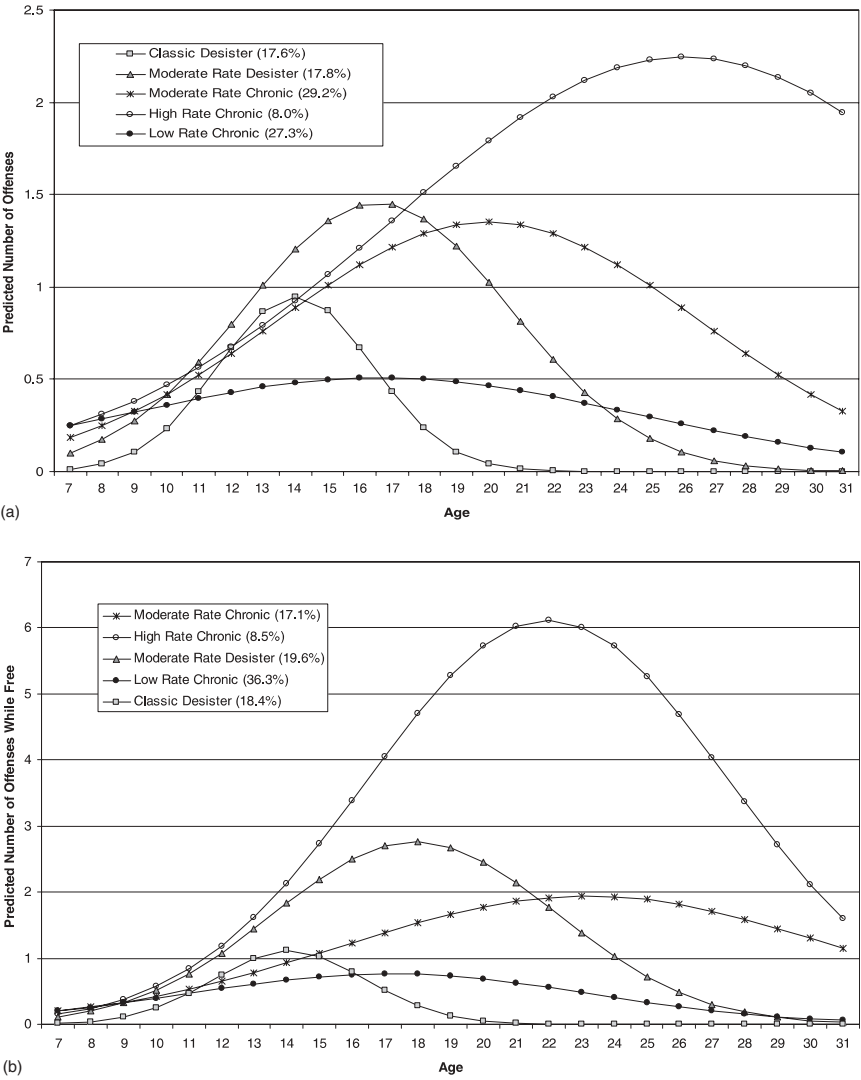 2.5
2
1.5
1
0.5
0
Predicted Number of Offenses
Classic Desister (17.6%)
Moderate Rate Desister (17.8%)
Moderate Rate Chronic (29.2%)
High Rate Chronic (8.0%)
Low Rate Chronic (27.3%)
7 8 9 10 11 12 13 14 15 16 17 18 19 20 21 22 23 24 25 26 27 28 29 30 31
(a)
Age
7
6
5
4
3
2
1
0
Predicted Number of Offenses While Free
Moderate Rate Chronic (17.1%)
High Rate Chronic (8.5%)
Moderate Rate Desister (19.6%)
Low Rate Chronic (36.3%)
Classic Desister (18.4%)
7 8 9 10 11 12 13 14 15 16 17 18 19 20 21 22 23 24 25 26 27 28 29 30 31
(b)
Age